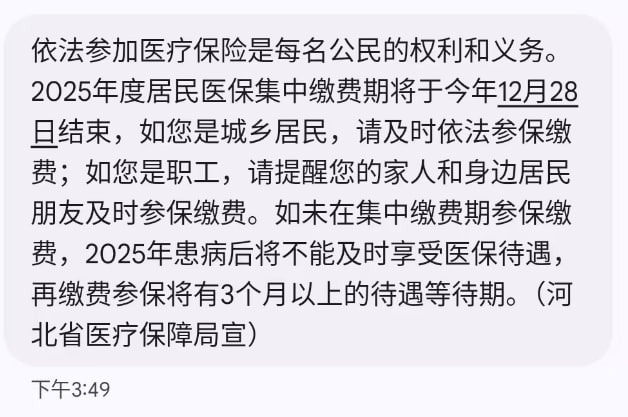 依法参加医疗保险是每名公民的权利和义务。
2025年度居民医保集中缴费期将于今年12月28
日结束，如您是城乡居民，请及时依法参保缴
费；如您是职工，请提醒您的家人和身边居民
朋友及时参保缴费。如未在集中缴费期参保缴
费，2025年患病后将不能及时享受医保待遇，
再缴费参保将有3个月以上的待遇等待期。（河
北省医疗保障局宣）
下午3:49